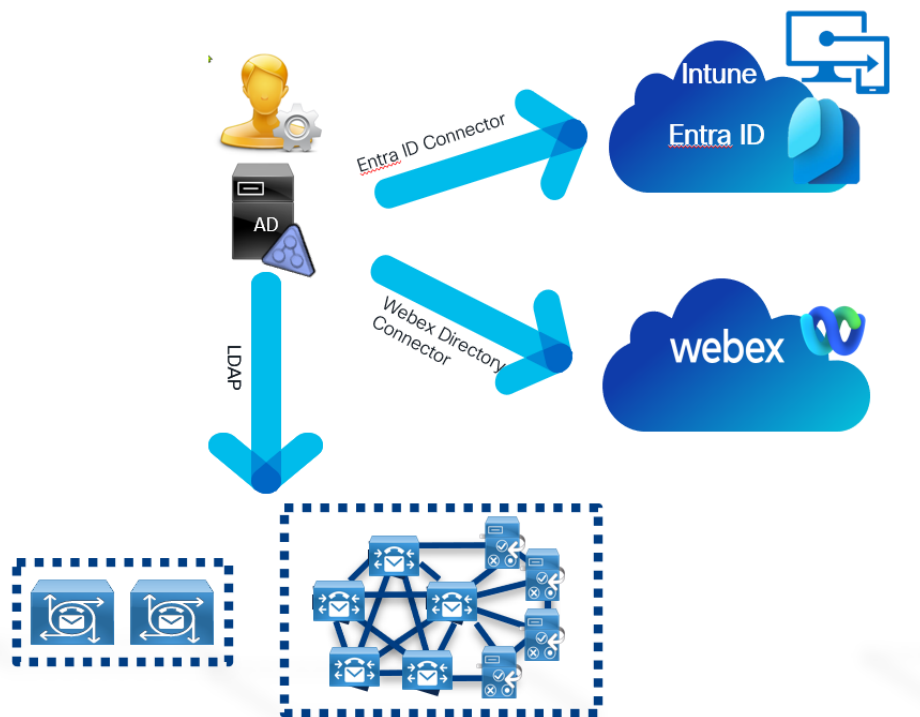 Intune
Entra ID Connector
Entra ID
AD
Webex Directory
Connector
webex
LDAP